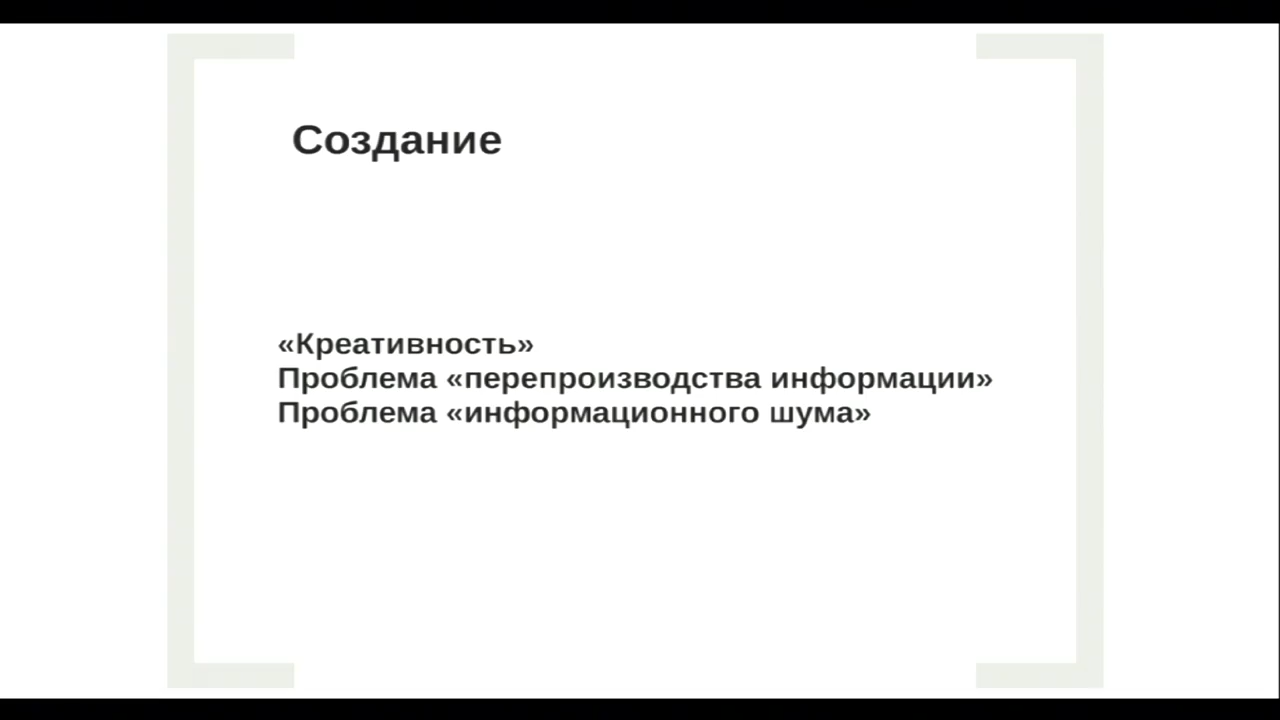 Создание
«Креативность»
Проблема «перепроизводства информации»
Проблема «информационного шума»